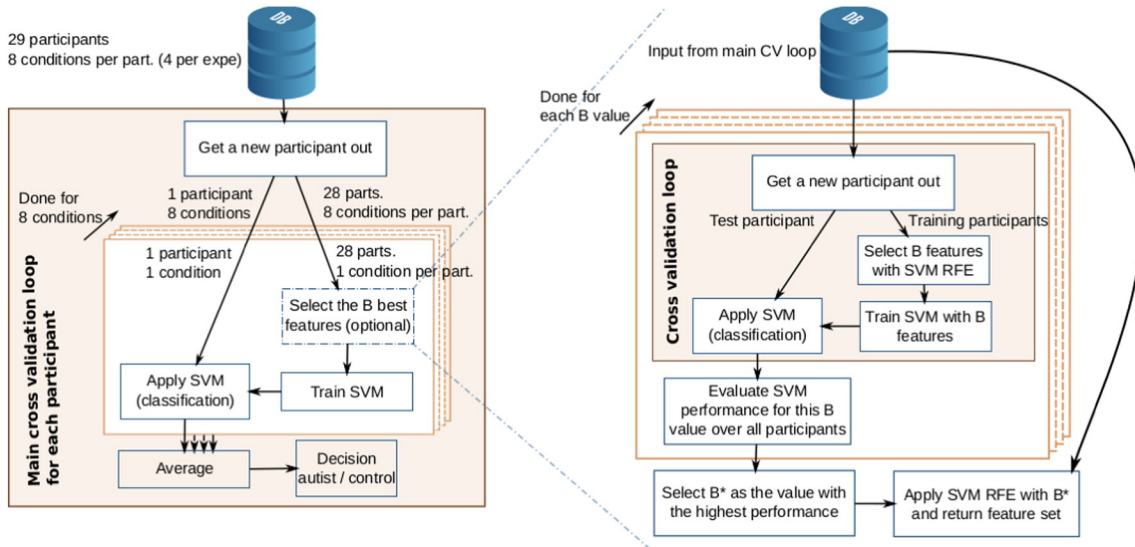 DB
29 participants
8 conditions per part. (4 per expe)
Get a new participant out
Done for
8 conditions
1 participant
8 conditions
28 parts.
8 conditions per part.
1 participant
1 condition
28 parts.
1 condition per part.
Select the B best
features (optional)
Apply SVM
(classification)
Train SVM
Average
Decision
autist / control
Main cross validation loop
for each participant
DB
Input from main CV loop
Done for
each B value
Get a new participant out
Test participant
Training participants
Select B features
with SVM RFE
Apply SVM
(classification)
Train SVM with B
features
Cross validation loop
Evaluate SVM
performance for this B
value over all participants
Select B* as the value with
the highest performance
Apply SVM RFE with B*
and return feature set